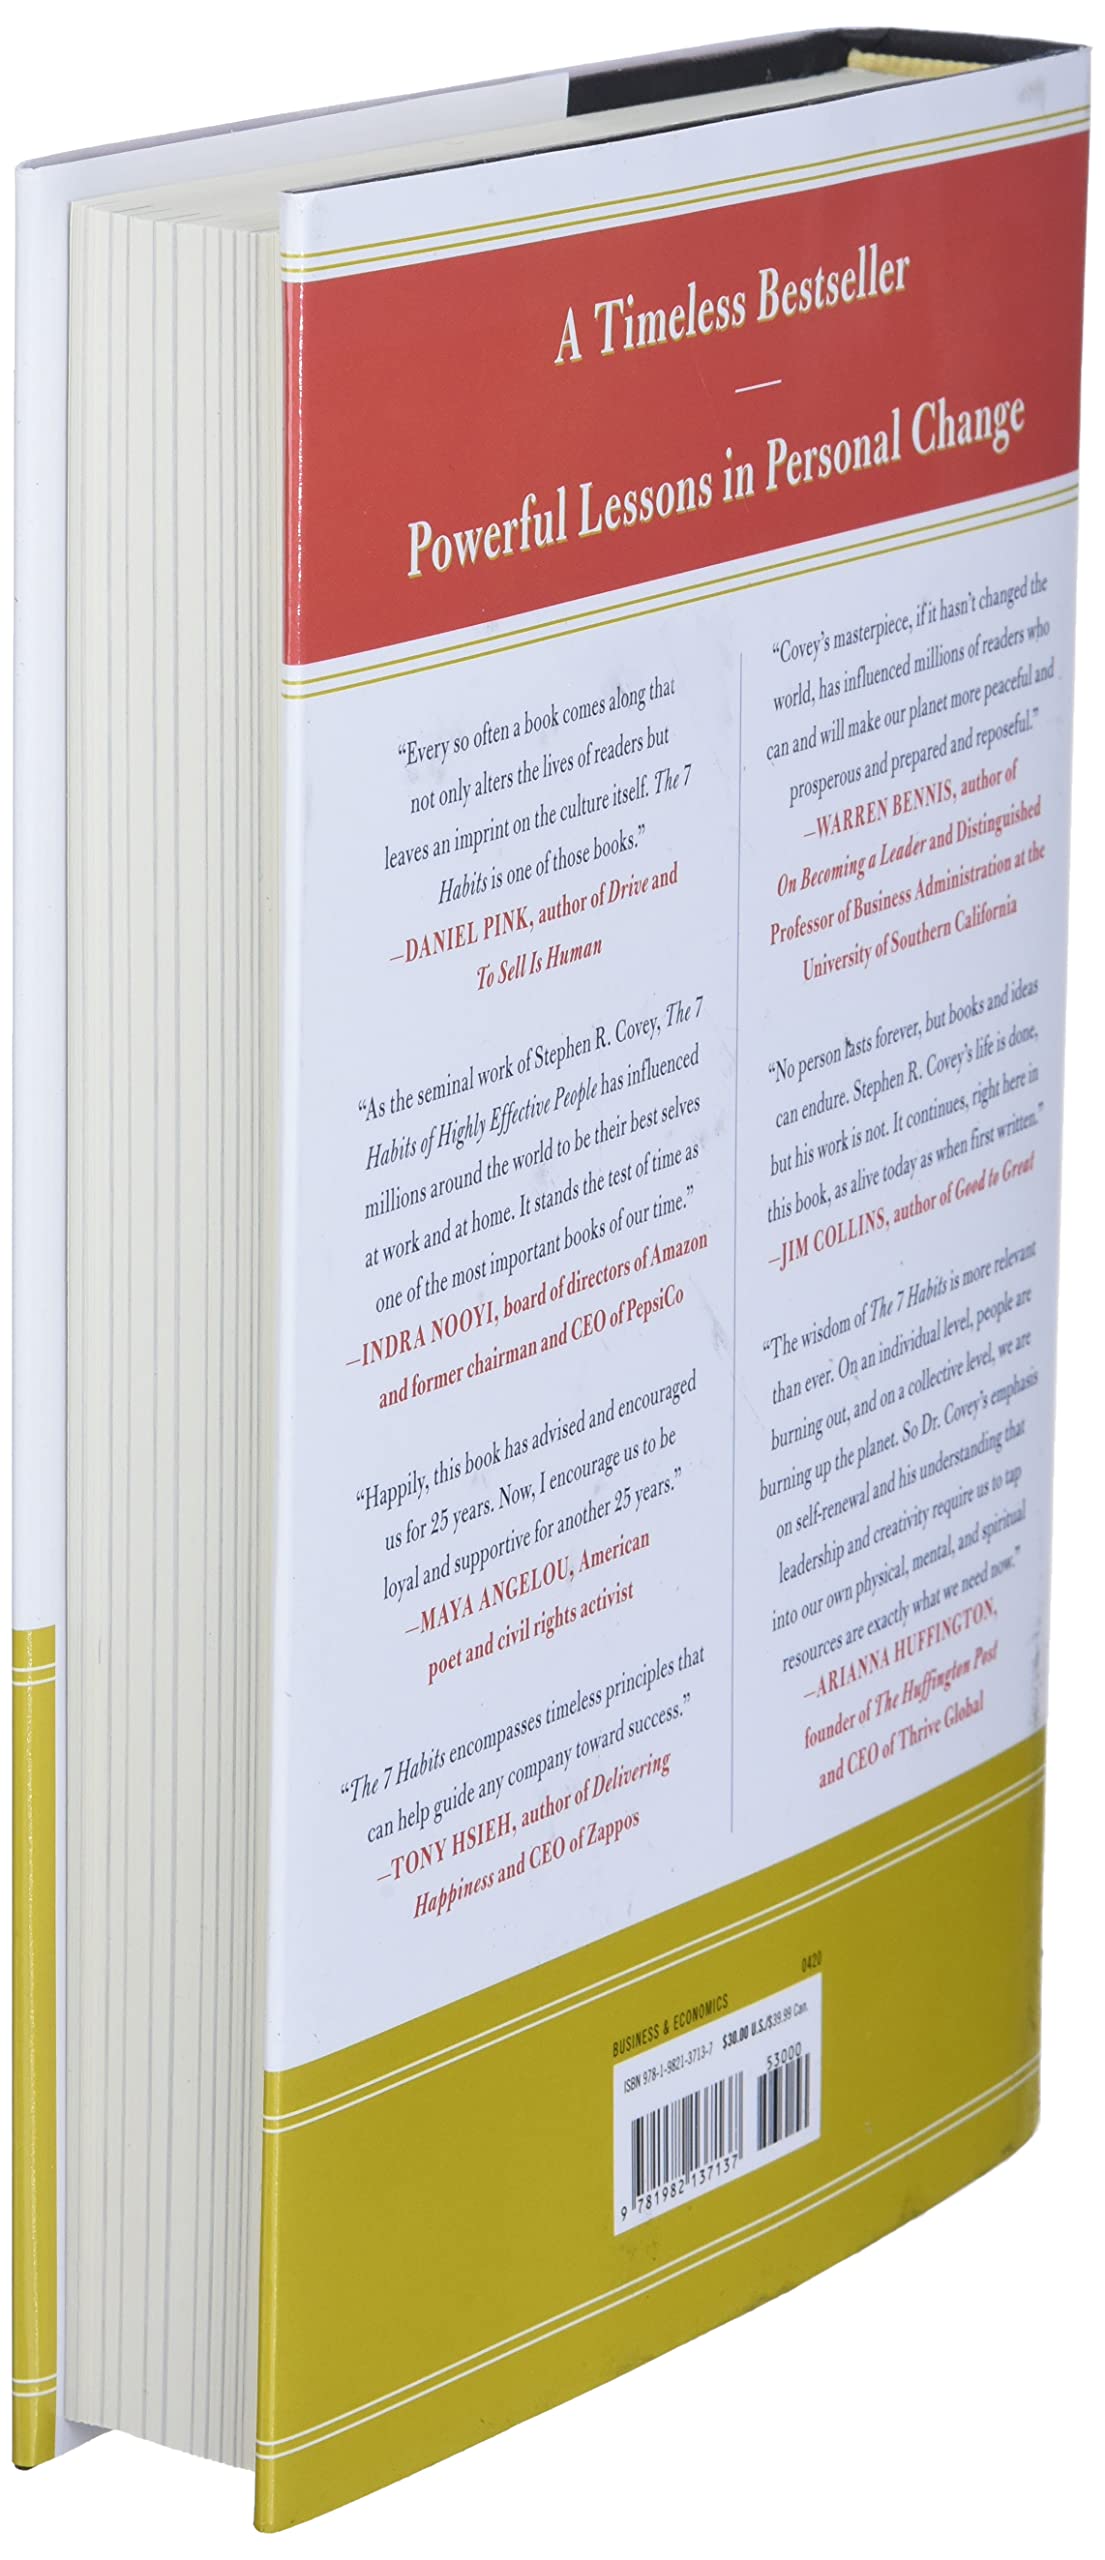 A Timeless Bestseller
Powerful Lessons in Personal Change
“Every so often a book comes along that
not only alters the lives of readers but
leaves an imprint on the culture itself. The 7
Habits is one of those books.”
—DANIEL PINK, author of Drive and
To Sell Is Human
“As the seminal work of Stephen R. Covey, The 7
Habits of Highly Effective People has influenced
millions around the world to be their best selves
at work and at home. It stands the test of time as
one of the most important books of our time.”
—INDRA NOOYI, board of directors of Amazon
and former chairman and CEO of PepsiCo
“Happily, this book has advised and encouraged
us for 25 years. Now, I encourage us to be
loyal and supportive for another 25 years.”
—MAYA ANGELOU, American
poet and civil rights activist
“The 7 Habits encompasses timeless principles that
can help guide any company toward success.”
—TONY HSIEH, author of Delivering
Happiness and CEO of Zappos
“Covey’s masterpiece, if it hasn’t changed the
world, has influenced millions of readers who
can and will make our planet more peaceful and
prosperous and prepared and reposeful.”
—WARREN BENNIS, author of
On Becoming a Leader and Distinguished
Professor of Business Administration at the
University of Southern California
“No person lasts forever, but books and ideas
can endure. Stephen R. Covey’s life is done,
but his work is not. It continues, right here in
this book, as alive today as when first written.”
—JIM COLLINS, author of Good to Great
“The wisdom of The 7 Habits is more relevant
than ever. On an individual level, people are
burning out, and on a collective level, we are
burning up the planet. So Dr. Covey’s emphasis
on self-renewal and his understanding that
leadership and creativity require us to tap
into our own physical, mental, and spiritual
resources are exactly what we need now.”
—ARIANNA HUFFINGTON,
founder of The Huffington Post
and CEO of Thrive Global
BUSINESS & ECONOMICS 0420
ISBN 978-1-9821-3713-7 $30.00 U.S./$39.99 Can.
53000
9 781982 137137